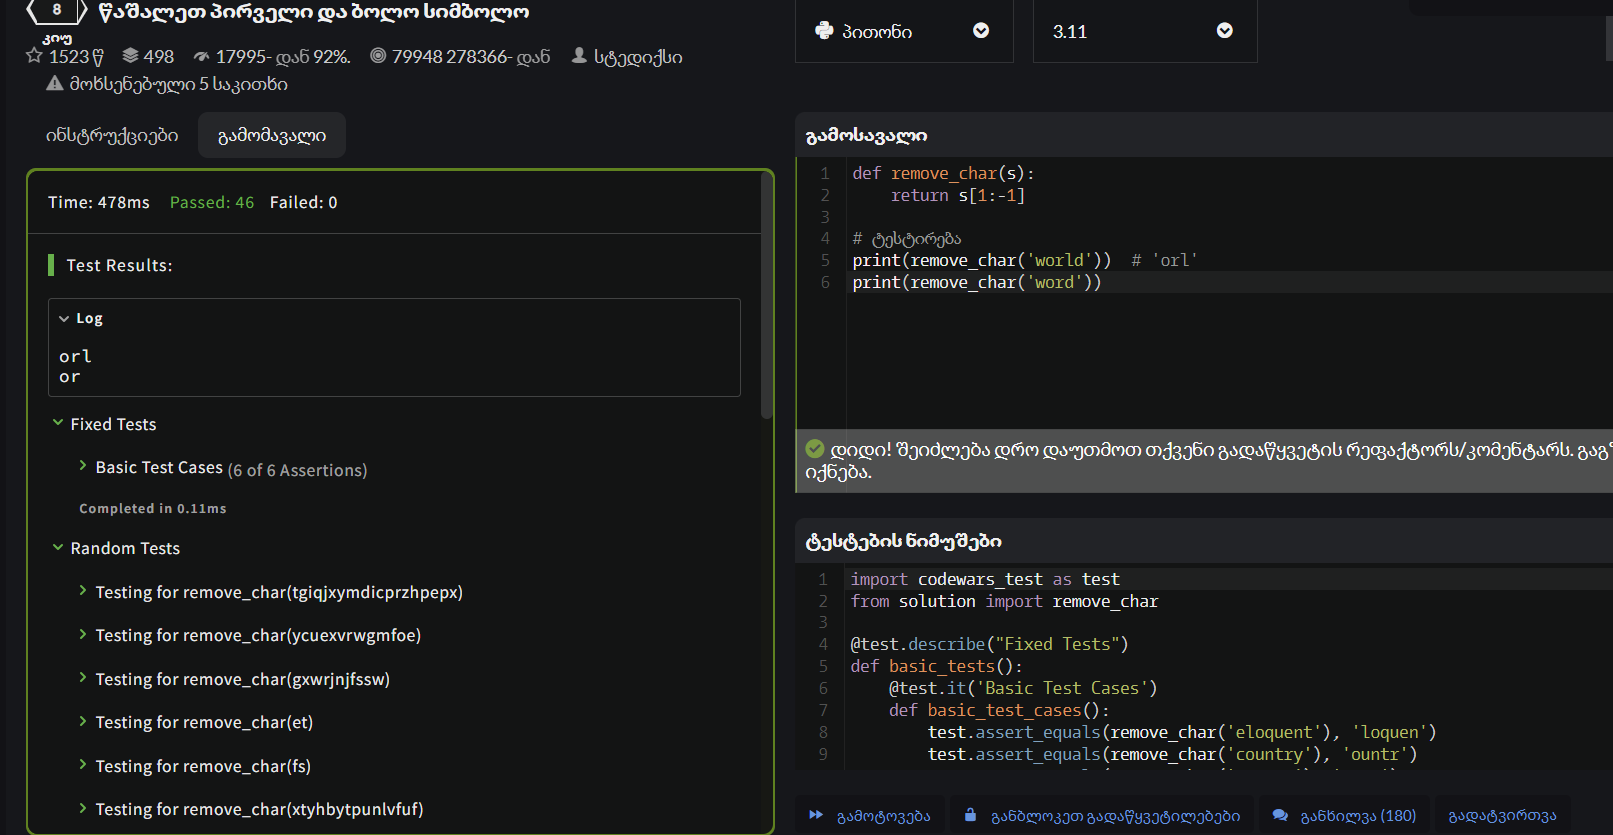 8 წაშალეთ პირველი და ბოლო სიმბოლო
კიუ
1523 წ 498 17995- დან 92%. 79948 278366- დან სტედიქსი
მოხსენებული 5 საკითხი
ინსტრუქციები გამომავალი
Time: 478ms Passed: 46 Failed: 0
Test Results:
Log
orl
or
Fixed Tests
Basic Test Cases (6 of 6 Assertions)
Completed in 0.11ms
Random Tests
Testing for remove_char(tgiqjxymdicprzhpepx)
Testing for remove_char(ycuexvrwgmfoe)
Testing for remove_char(gxwrjnjfssw)
Testing for remove_char(et)
Testing for remove_char(fs)
Testing for remove_char(xtyhbytpunlvfuf)
პითონი 3.11
გამოსავალი
1 def remove_char(s):
2 return s[1:-1]
3
4 # ტესტირება
5 print(remove_char('world')) # 'orl'
6 print(remove_char('word'))
დიდი! შეიძლება დრო დაუთმოთ თქვენი გადაწყვეტის რეფაქტორს/კომენტარს.
იქნება.
ტესტების ნიმუშები
1 import codewars_test as test
2 from solution import remove_char
3
4 @test.describe("Fixed Tests")
5 def basic_tests():
6 @test.it('Basic Test Cases')
7 def basic_test_cases():
8 test.assert_equals(remove_char('eloquent'), 'loquen')
9 test.assert_equals(remove_char('country'), 'ountr')
გამოტოვება განბლოკეთ გადაწყვეტილებები განხილვა (180) გადატვირთვა